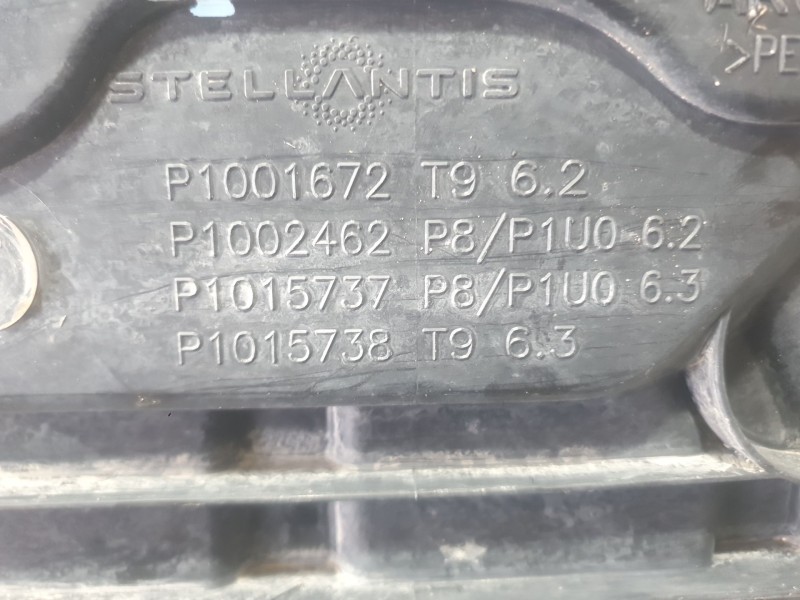 STELLANTIS
>PE
P1001672 T9 6.2
P1002462 P8/P1U0 6.2
P1015737 P8/P1U0 6.3
P1015738 T9 6.3